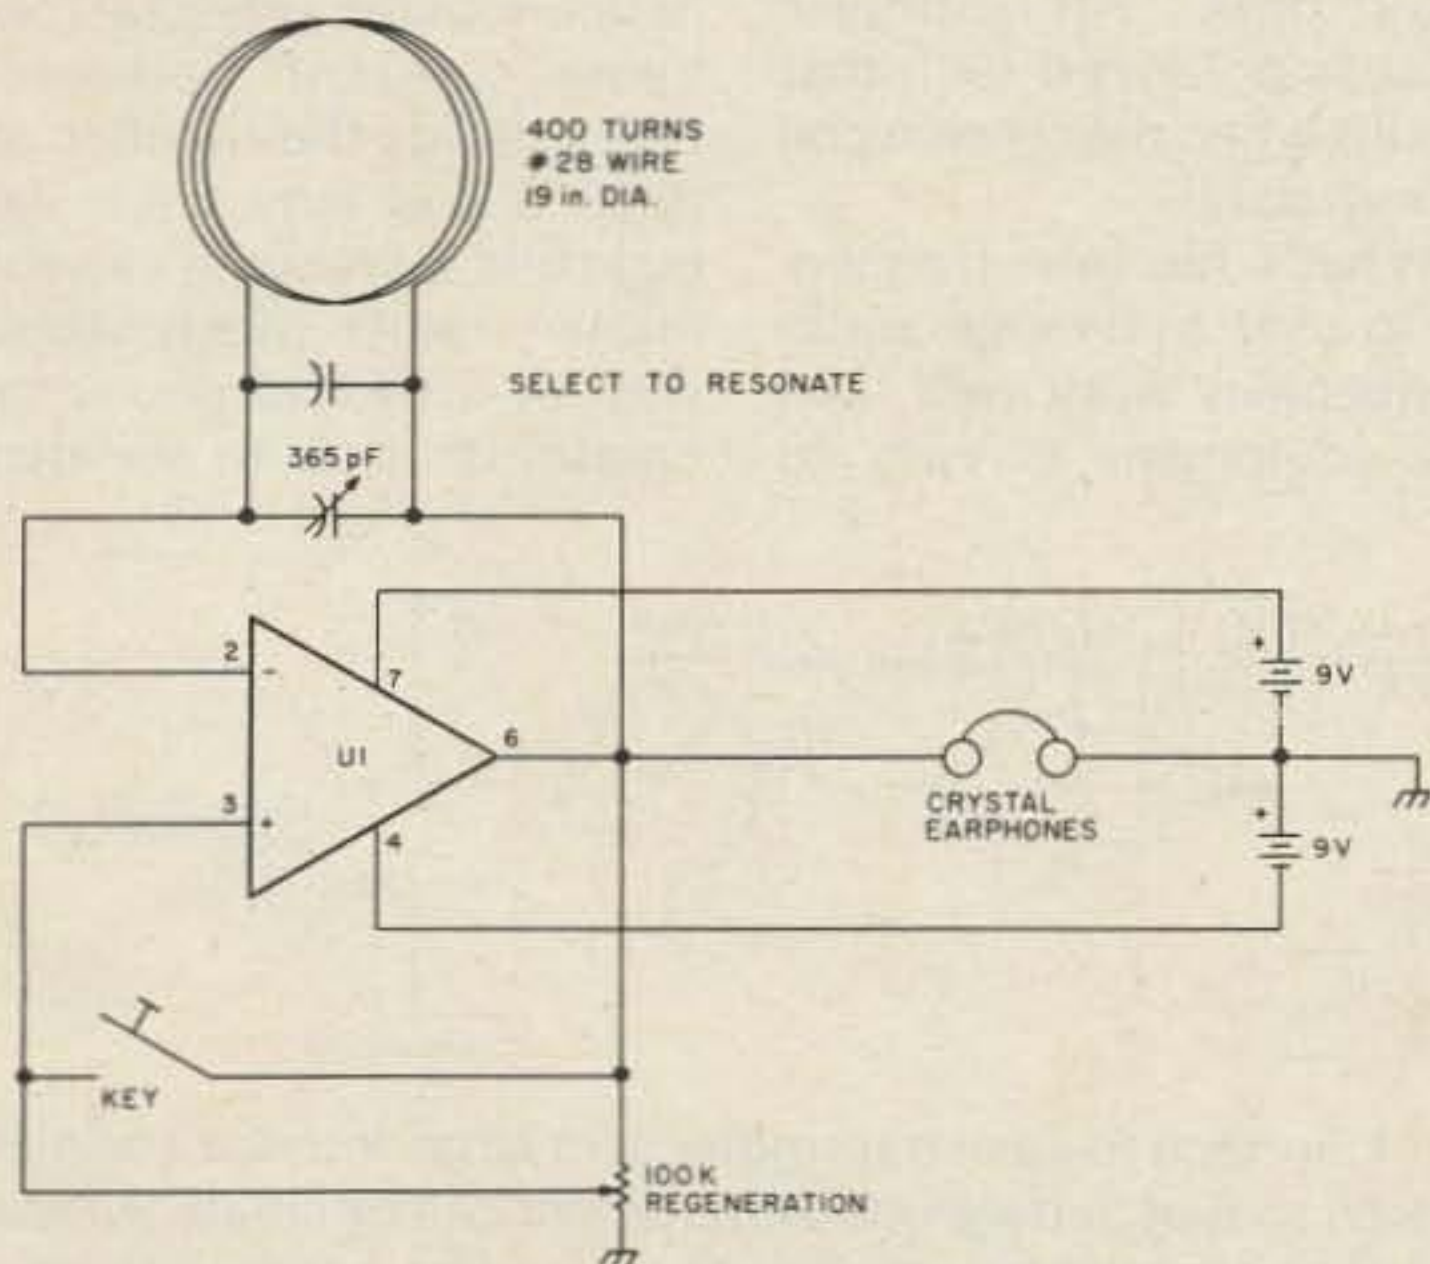 400 TURNS
#28 WIRE
19 in. DIA.
SELECT TO RESONATE
365 pF
2
-
7
+
9V
U1
6
3
+
4
CRYSTAL
EARPHONES
+
9V
KEY
100K
REGENERATION